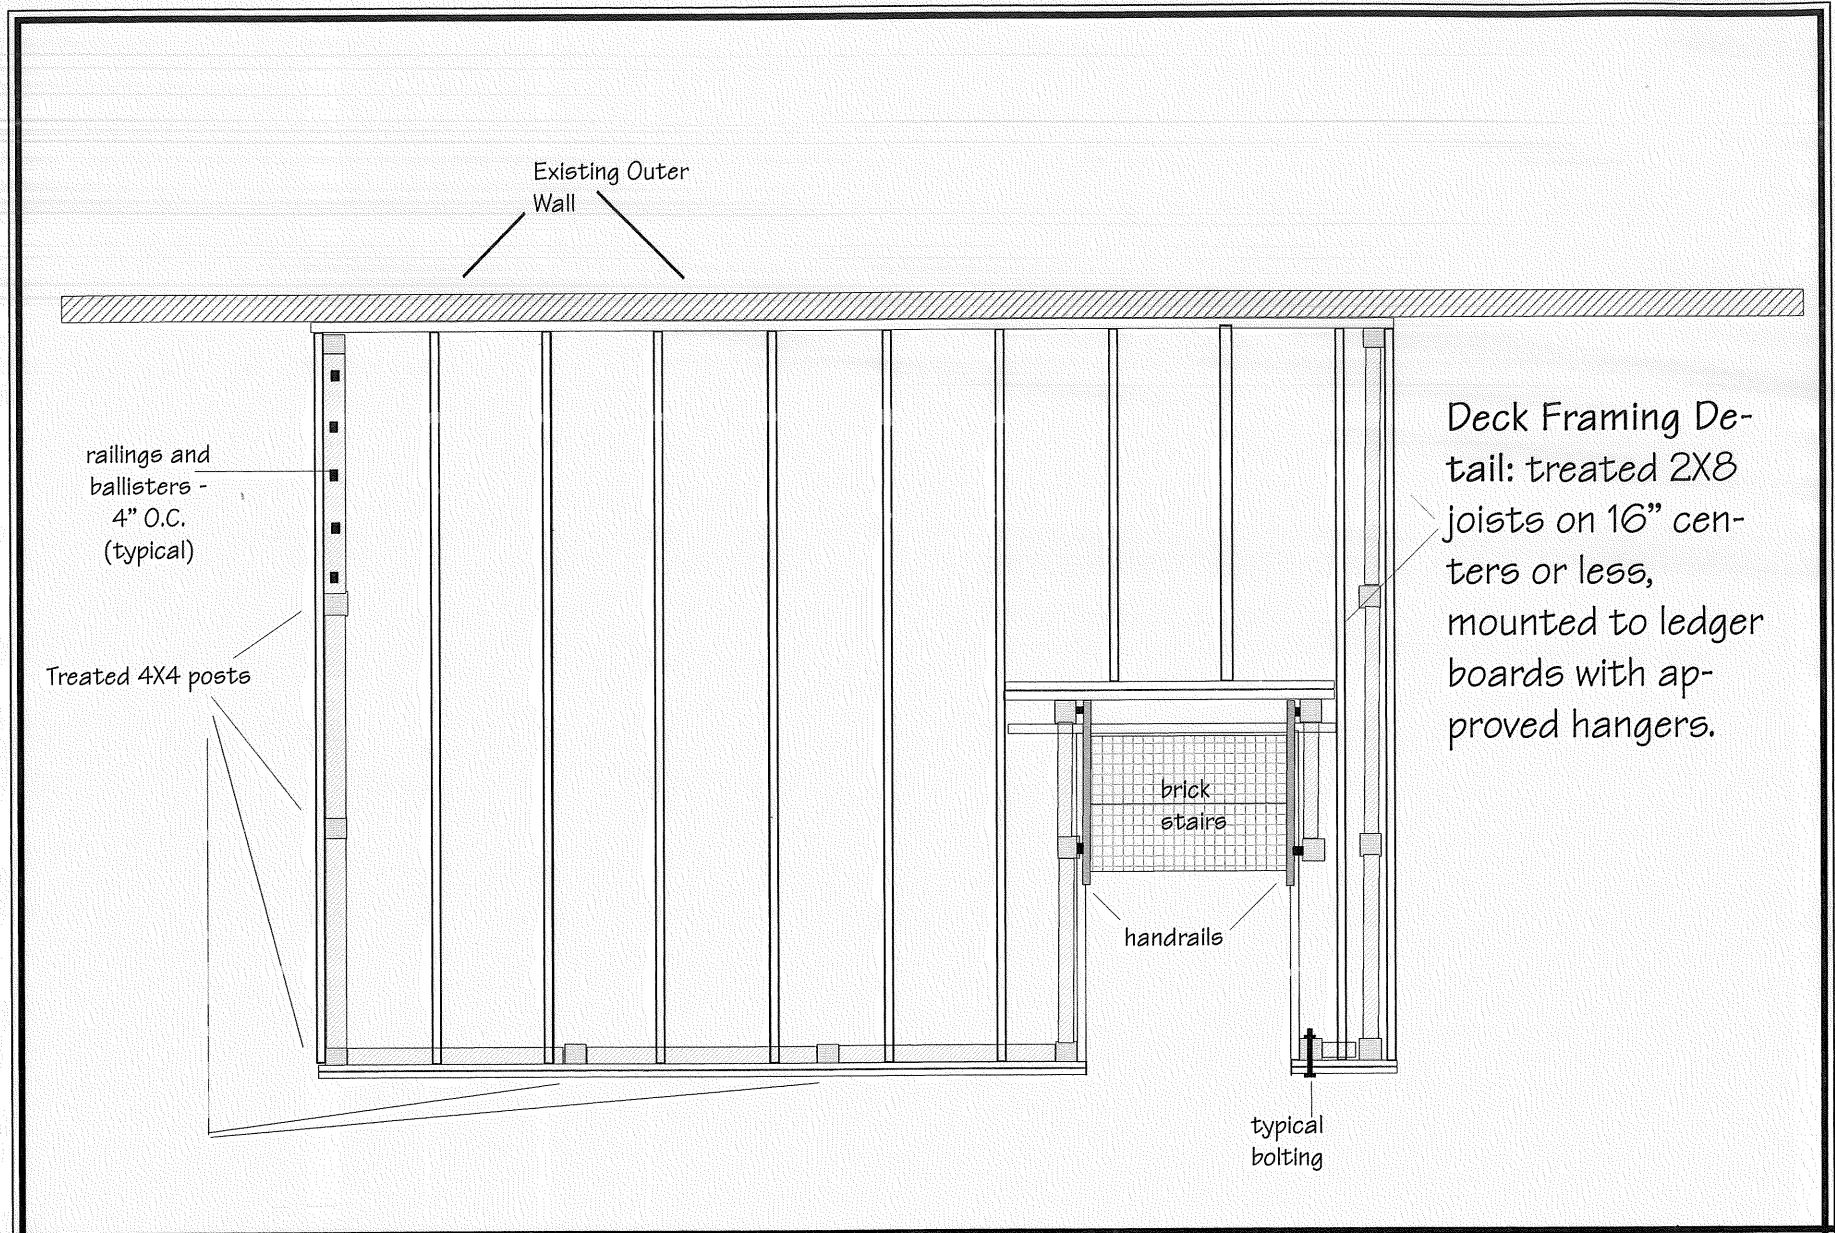 Existing Outer
Wall
railings and
ballisters -
4" O.C.
(typical)
Treated 4X4 posts
Deck Framing De-
tail: treated 2X8
joists on 16" cen-
ters or less,
mounted to ledger
boards with ap-
proved hangers.
brick
stairs
handrails
typical
bolting